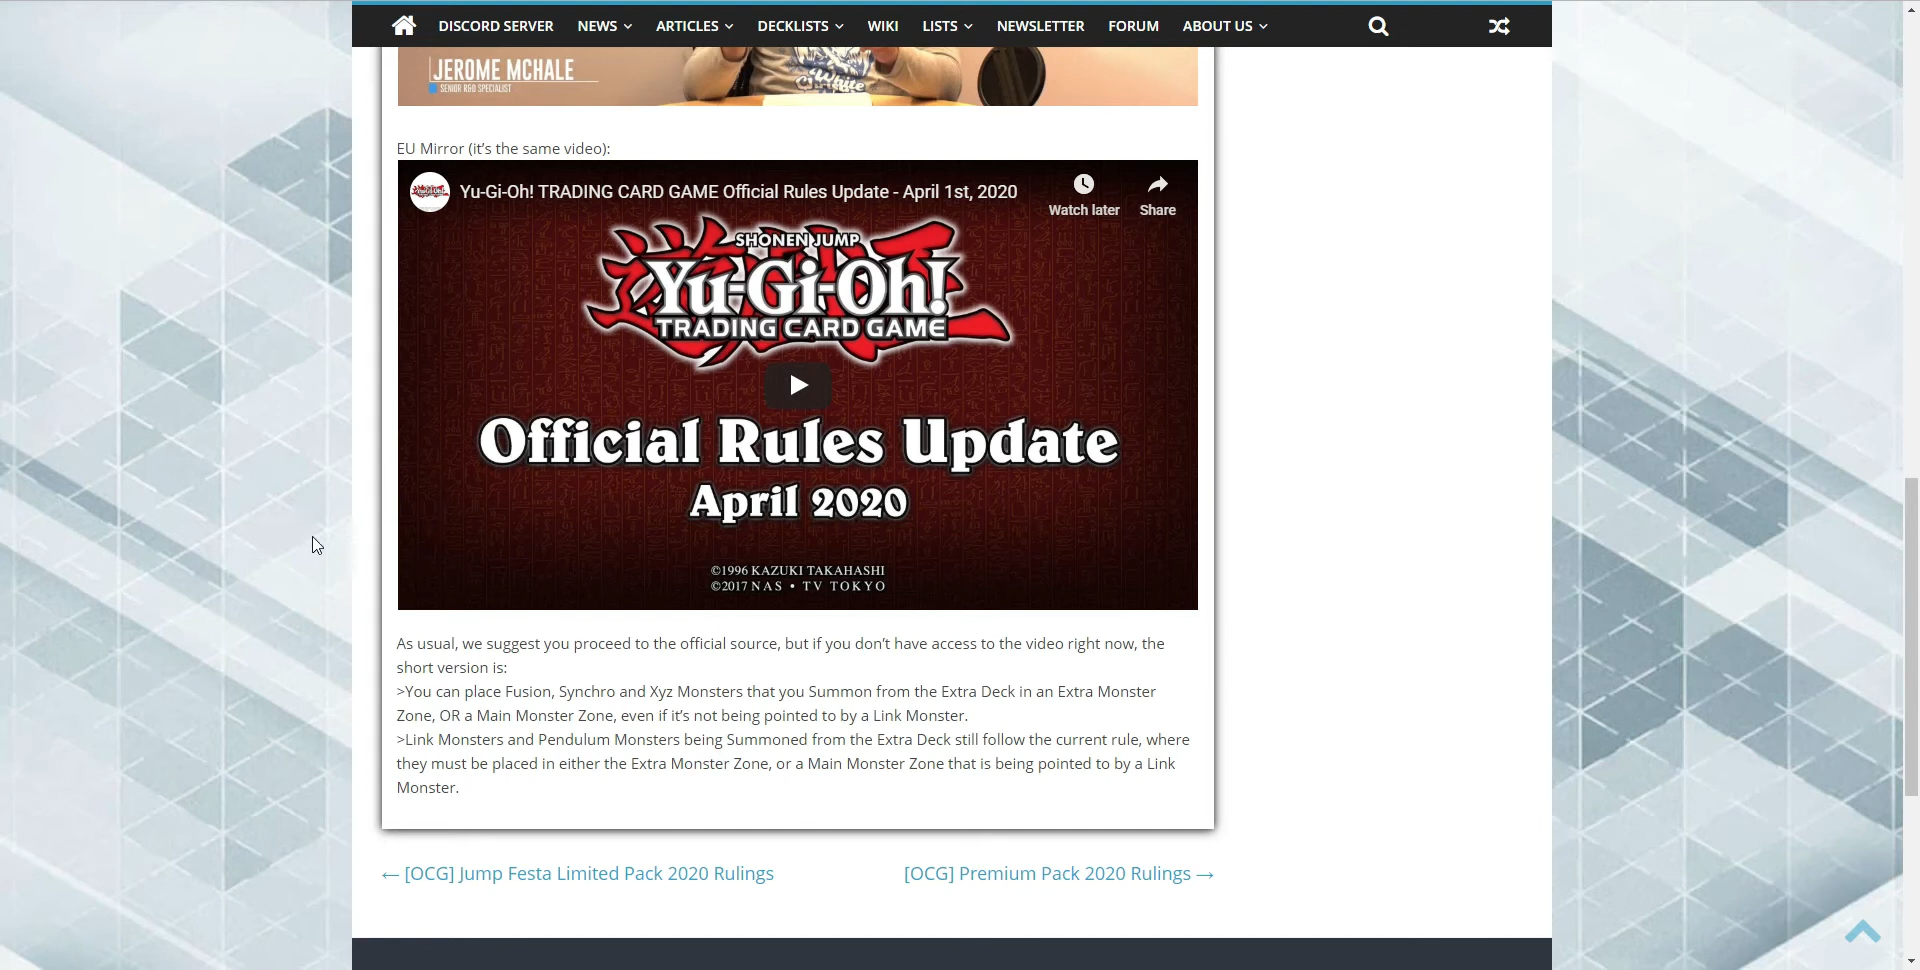 DISCORD SERVER NEWS ARTICLES DECKLISTS WIKI LISTS NEWSLETTER FORUM ABOUT US
JEROME MCHALE
SENIOR R&D SPECIALIST
EU Mirror (it’s the same video):
Yu-Gi-Oh! TRADING CARD GAME Official Rules Update - April 1st, 2020
Watch later Share
SHONEN JUMP
Yu-Gi-Oh!
TRADING CARD GAME
Official Rules Update
April 2020
©1996 KAZUKI TAKAHASHI
©2017 NAS • TV TOKYO
As usual, we suggest you proceed to the official source, but if you don’t have access to the video right now, the
short version is:
>You can place Fusion, Synchro and Xyz Monsters that you Summon from the Extra Deck in an Extra Monster
Zone, OR a Main Monster Zone, even if it’s not being pointed to by a Link Monster.
>Link Monsters and Pendulum Monsters being Summoned from the Extra Deck still follow the current rule, where
they must be placed in either the Extra Monster Zone, or a Main Monster Zone that is being pointed to by a Link
Monster.
← [OCG] Jump Festa Limited Pack 2020 Rulings [OCG] Premium Pack 2020 Rulings →